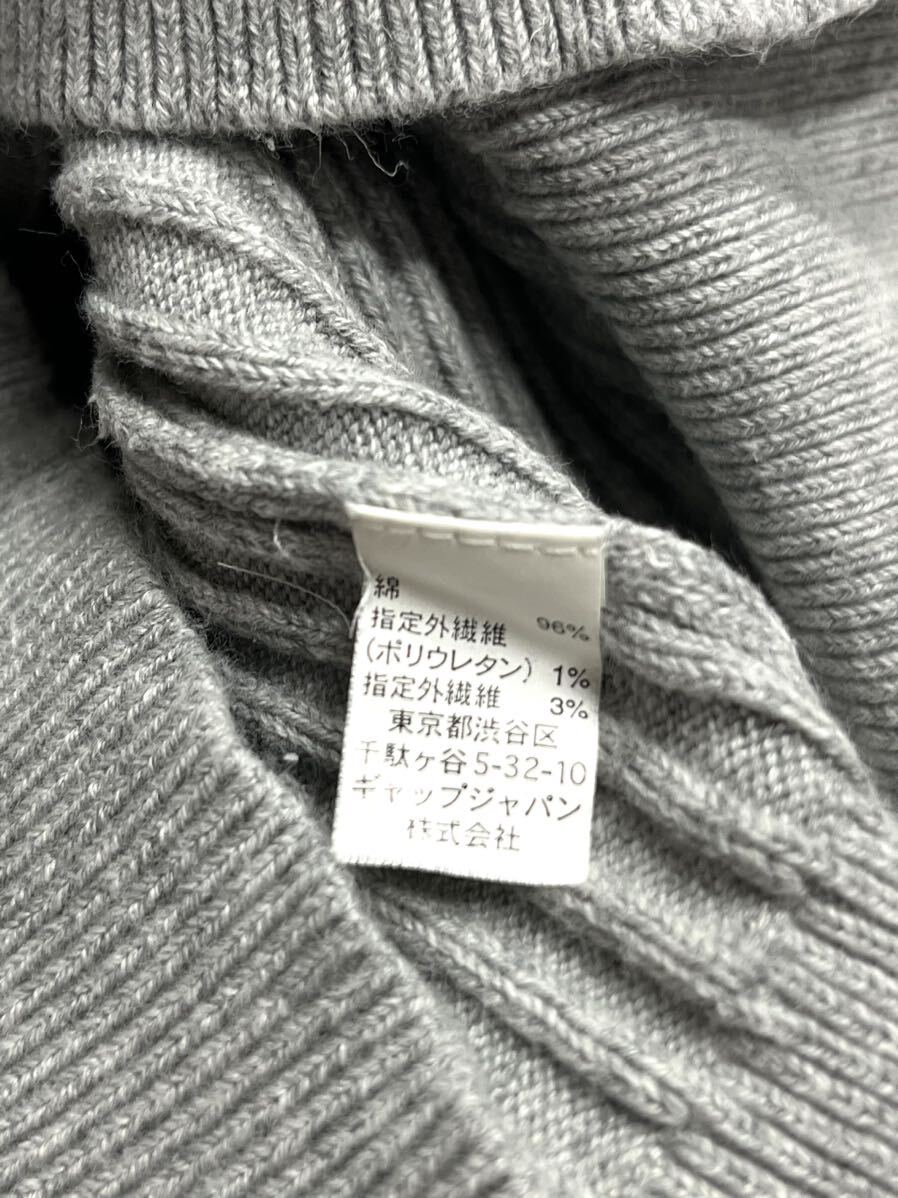 綿 96%
指定外繊維
(ポリウレタン) 1%
指定外繊維 3%
東京都渋谷区
千駄ヶ谷5-32-10
ギャップジャパン
株式会社